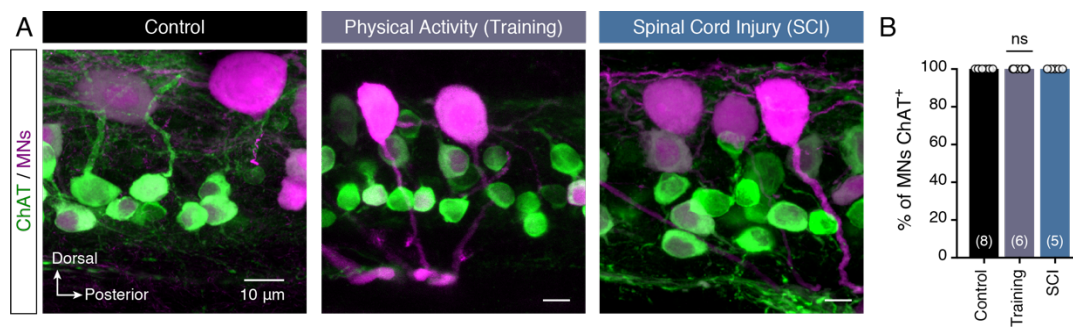 A
Control
Physical Activity (Training)
Spinal Cord Injury (SCI)
ChAT / MNs
Dorsal
Posterior
10 μm
B
ns
% of MNs ChAT+
100
80
60
40
20
0
(8)
(6)
(5)
Control
Training
SCI